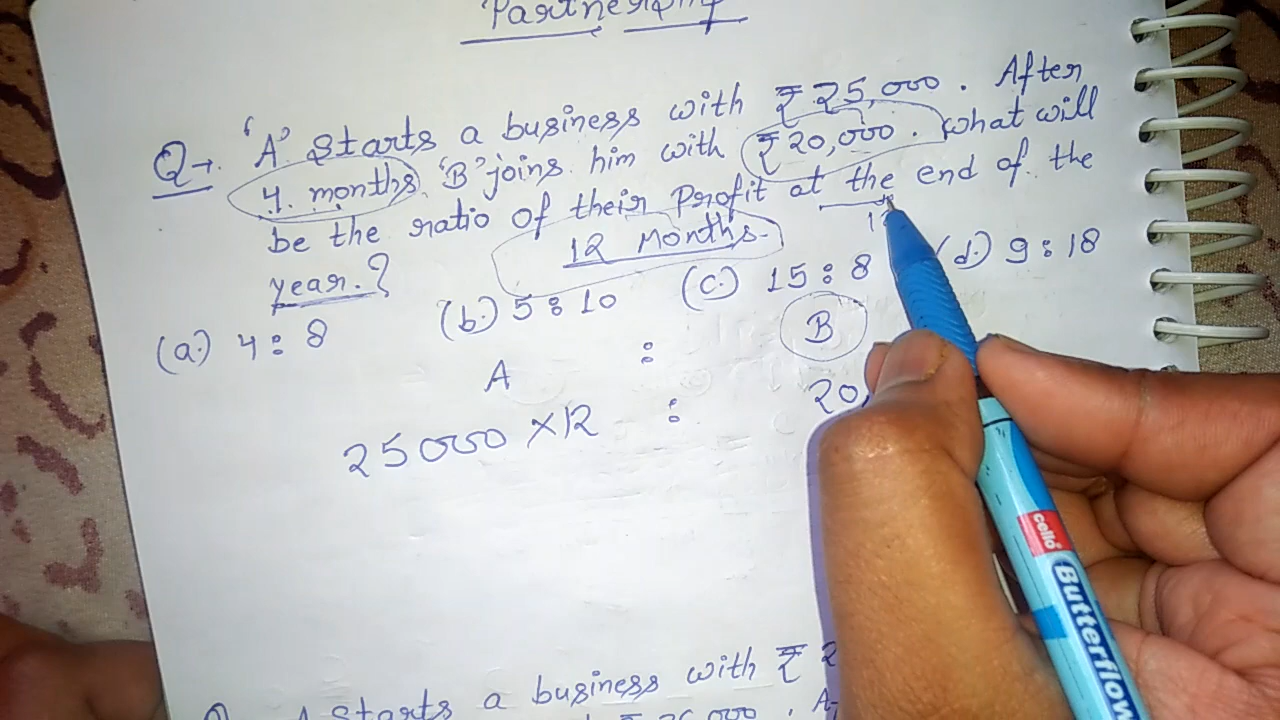 Partnership
Q→. 'A' starts a business with ₹ 25,000. After
4. months. 'B' joins him with ₹20,000. what will
be the ratio of their Profit at the end of the
year.?
12 Months.
(a.) 4 : 8 (b.) 5 : 10 (c.) 15 : 8 (d.) 9 : 18
A : B
25000 × 12 : 20,
starts a business with ₹ 2
cello
Butterflow